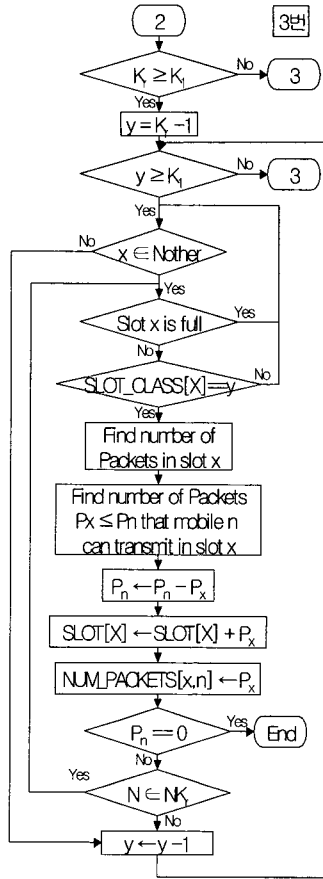 2
3번
Kᵣ ≥ K₁
No
3
Yes
y = Kᵣ -1
y ≥ K₁
No
3
Yes
No
x ∈ Nother
Yes
Slot x is full
Yes
No
SLOT_CLASS[X]==y
No
Yes
Find number of
Packets in slot x
Find number of Packets
Px ≤ Pn that mobile n
can transmit in slot x
Pₙ ← Pₙ − Pₓ
SLOT[X] ← SLOT[X] + Pₓ
NUM_PACKETS[x,n] ← Pₓ
Pₙ == 0
Yes
End
No
Yes
N ∈ NKᵣ
No
y ← y −1